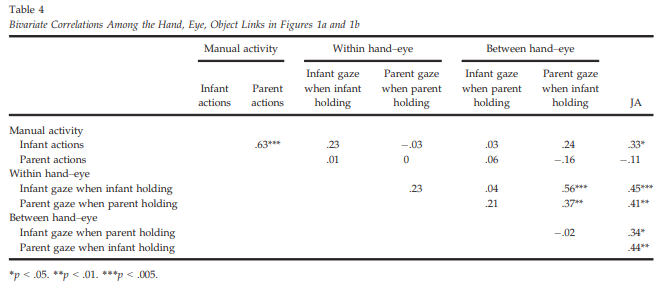 Table 4
Bivariate Correlations Among the Hand, Eye, Object Links in Figures 1a and 1b
Manual activity Within hand–eye Between hand–eye
Infant gaze Parent gaze Infant gaze Parent gaze
Infant Parent when infant when parent when parent when infant
actions actions holding holding holding holding JA
Manual activity
Infant actions .63*** .23 −.03 .03 .24 .33*
Parent actions .01 0 .06 −.16 −.11
Within hand–eye
Infant gaze when infant holding .23 .04 .56*** .45***
Parent gaze when parent holding .21 .37** .41**
Between hand–eye
Infant gaze when parent holding −.02 .34*
Parent gaze when infant holding .44**
*p < .05. **p < .01. ***p < .005.